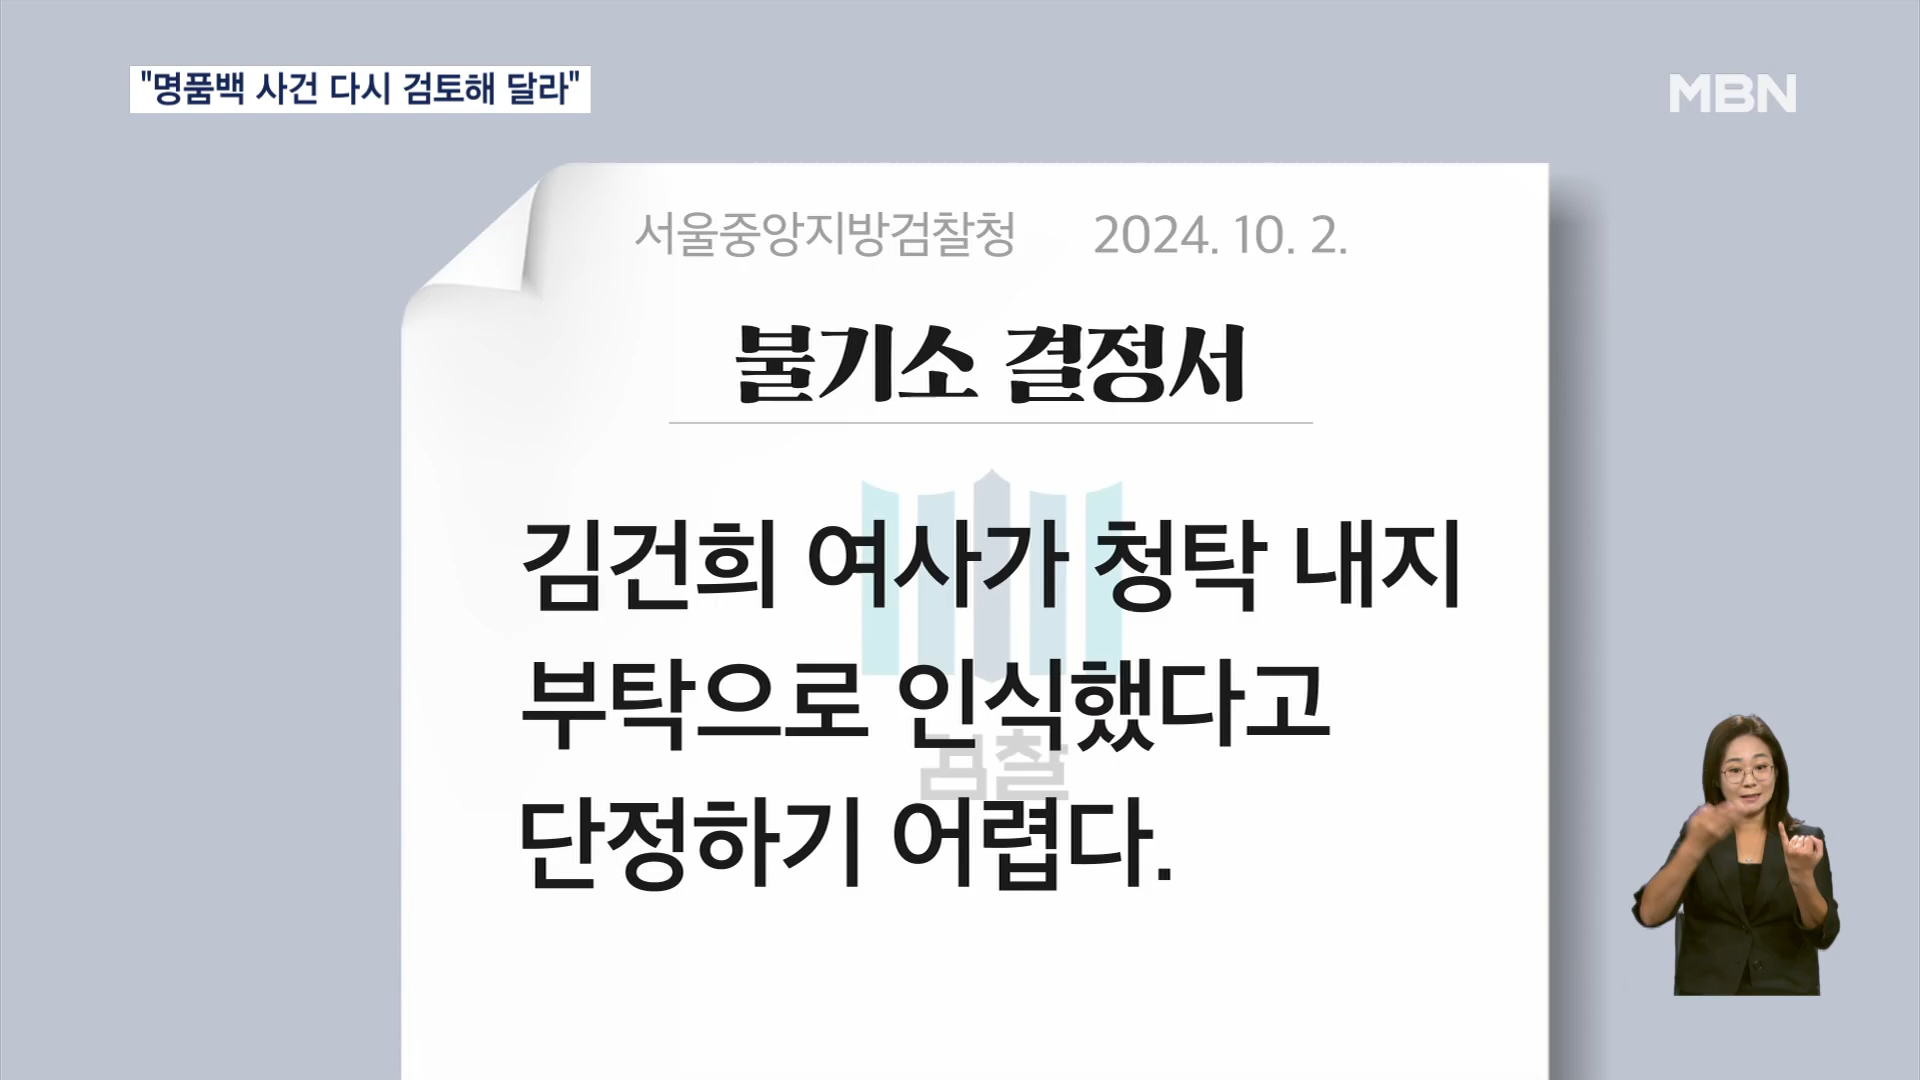 "명품백 사건 다시 검토해 달라"
MBN
서울중앙지방검찰청 2024. 10. 2.
불기소 결정서
김건희 여사가 청탁 내지
부탁으로 인식했다고
검찰
단정하기 어렵다.